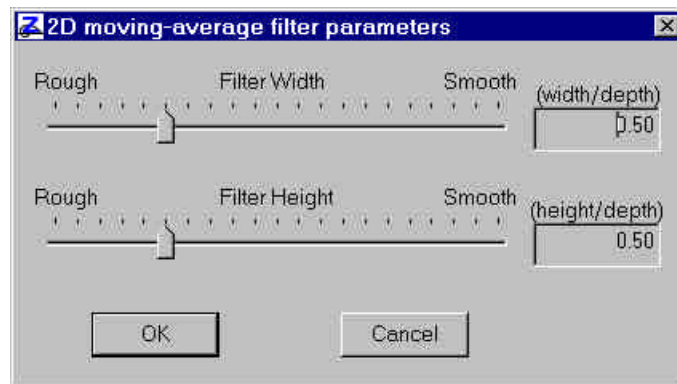 2D moving-average filter parameters
Rough Filter Width Smooth
(width/depth)
0.50
Rough Filter Height Smooth
(height/depth)
0.50
OK Cancel